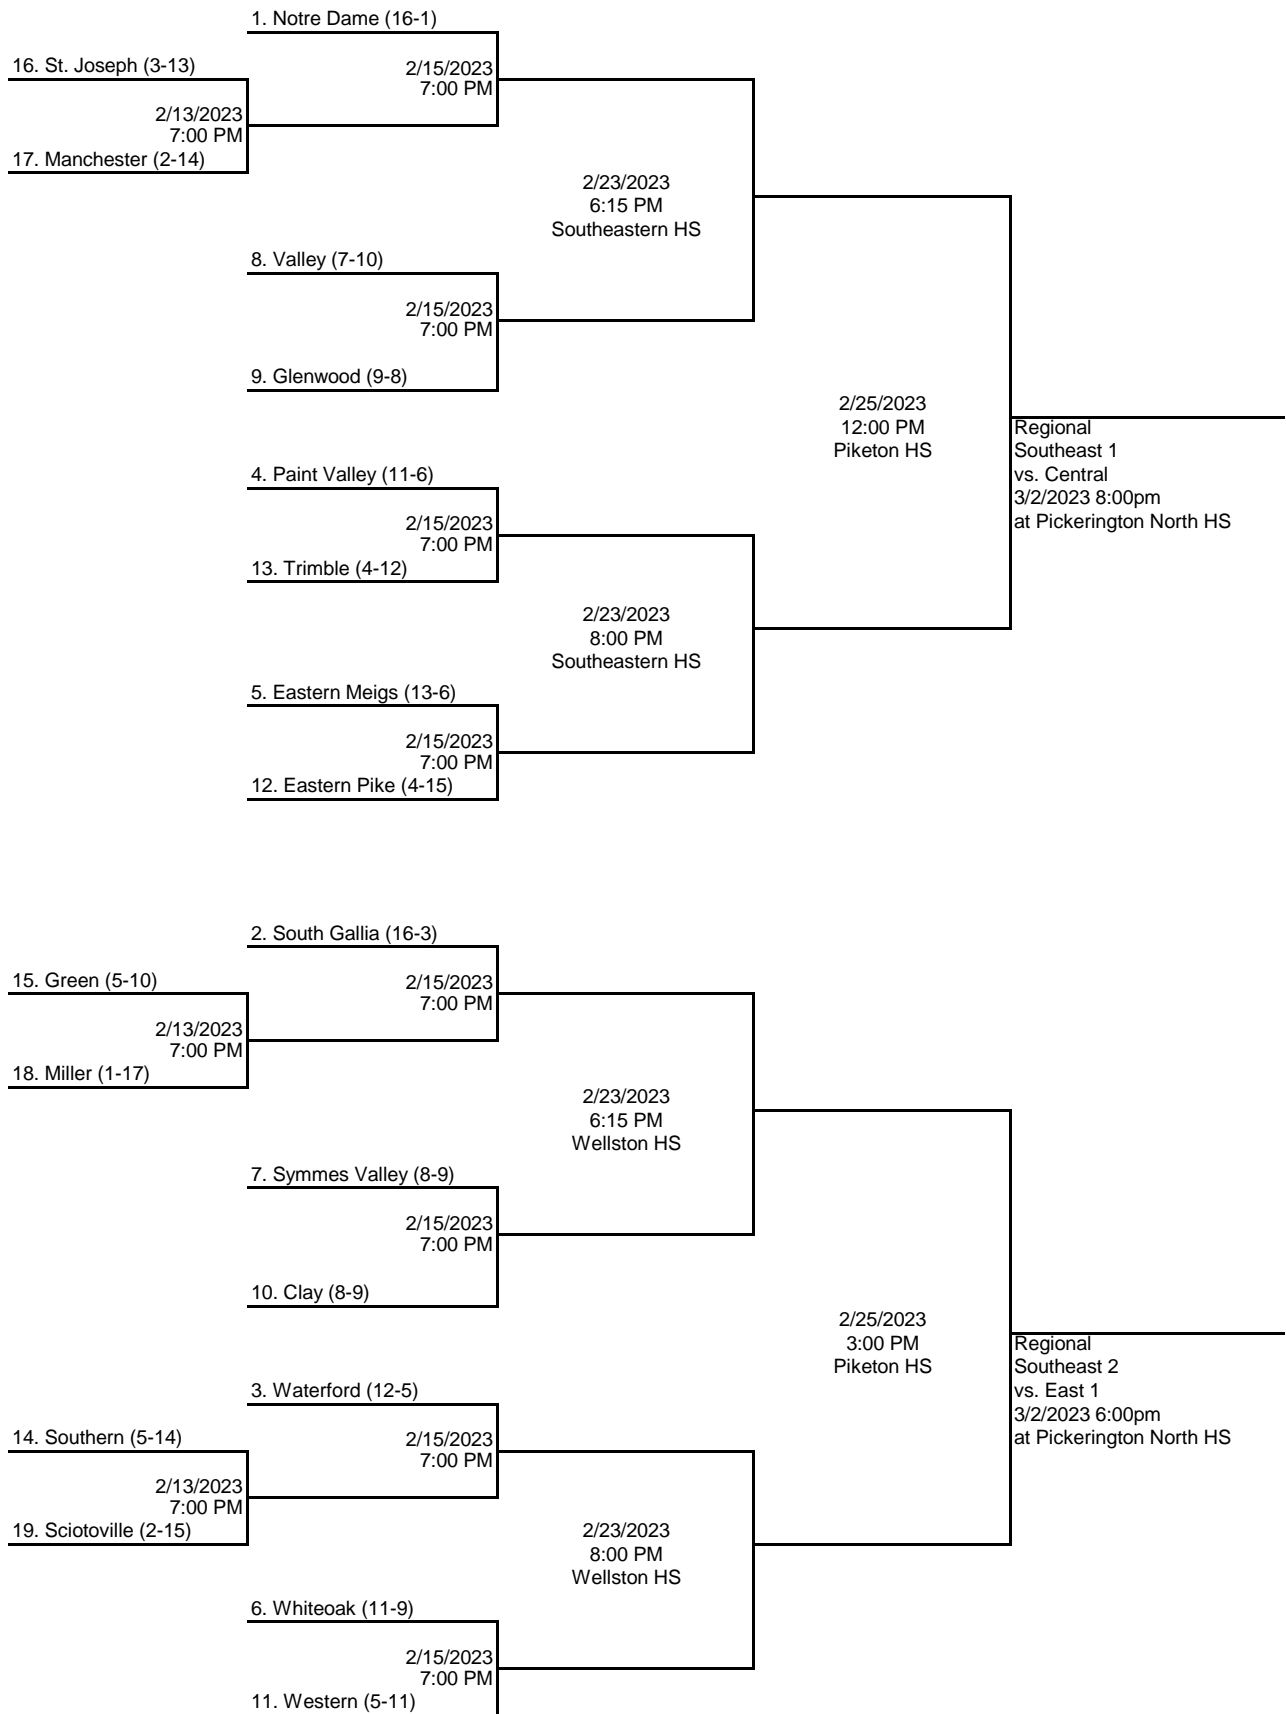 1. Notre Dame (16-1)
16. St. Joseph (3-13)
2/15/2023
7:00 PM
2/13/2023
7:00 PM
17. Manchester (2-14)
2/23/2023
6:15 PM
Southeastern HS
8. Valley (7-10)
2/15/2023
7:00 PM
9. Glenwood (9-8)
2/25/2023
12:00 PM
Piketon HS
Regional
Southeast 1
vs. Central
3/2/2023 8:00pm
at Pickerington North HS
4. Paint Valley (11-6)
2/15/2023
7:00 PM
13. Trimble (4-12)
2/23/2023
8:00 PM
Southeastern HS
5. Eastern Meigs (13-6)
2/15/2023
7:00 PM
12. Eastern Pike (4-15)
2. South Gallia (16-3)
15. Green (5-10)
2/15/2023
7:00 PM
2/13/2023
7:00 PM
18. Miller (1-17)
2/23/2023
6:15 PM
Wellston HS
7. Symmes Valley (8-9)
2/15/2023
7:00 PM
10. Clay (8-9)
2/25/2023
3:00 PM
Piketon HS
Regional
Southeast 2
vs. East 1
3/2/2023 6:00pm
at Pickerington North HS
3. Waterford (12-5)
14. Southern (5-14)
2/15/2023
7:00 PM
2/13/2023
7:00 PM
19. Sciotoville (2-15)
2/23/2023
8:00 PM
Wellston HS
6. Whiteoak (11-9)
2/15/2023
7:00 PM
11. Western (5-11)